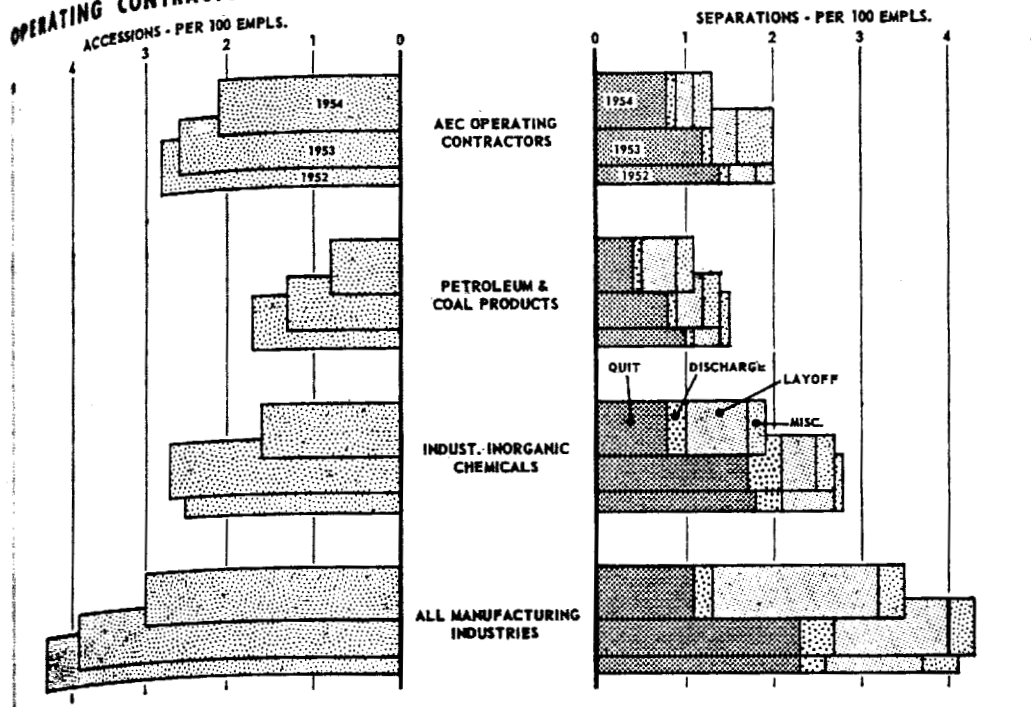 OPERATING
ACCESSIONS - PER 100 EMPLS.
SEPARATIONS - PER 100 EMPLS.
4 3 2 1 0
0 1 2 3 4
1954
1953
1952
AEC OPERATING
CONTRACTORS
1954
1953
1952
PETROLEUM &
COAL PRODUCTS
QUIT
DISCHARGE
LAYOFF
MISC.
INDUST. INORGANIC
CHEMICALS
ALL MANUFACTURING
INDUSTRIES